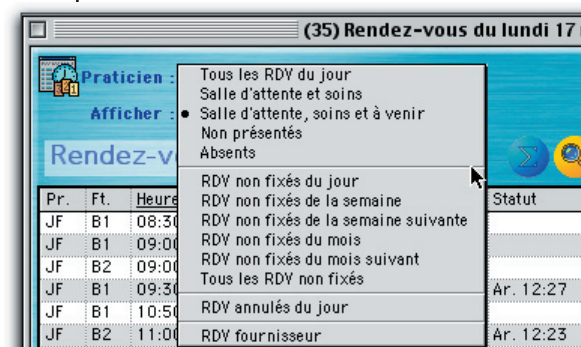 (35) Rendez-vous du lundi 17
Praticien :
Afficher :
Tous les RDV du jour
Salle d'attente et soins
• Salle d'attente, soins et à venir
Non présentés
Absents
RDV non fixés du jour
RDV non fixés de la semaine
RDV non fixés de la semaine suivante
RDV non fixés du mois
RDV non fixés du mois suivant
Tous les RDV non fixés
RDV annulés du jour
RDV fournisseur
Rendez-v
Pr. Ft. Heure Statut
JF B1 08:30
JF B1 09:00
JF B2 09:00
JF B1 09:30 Ar. 12:27
JF B1 10:50
JF B2 11:00 Ar. 12:23